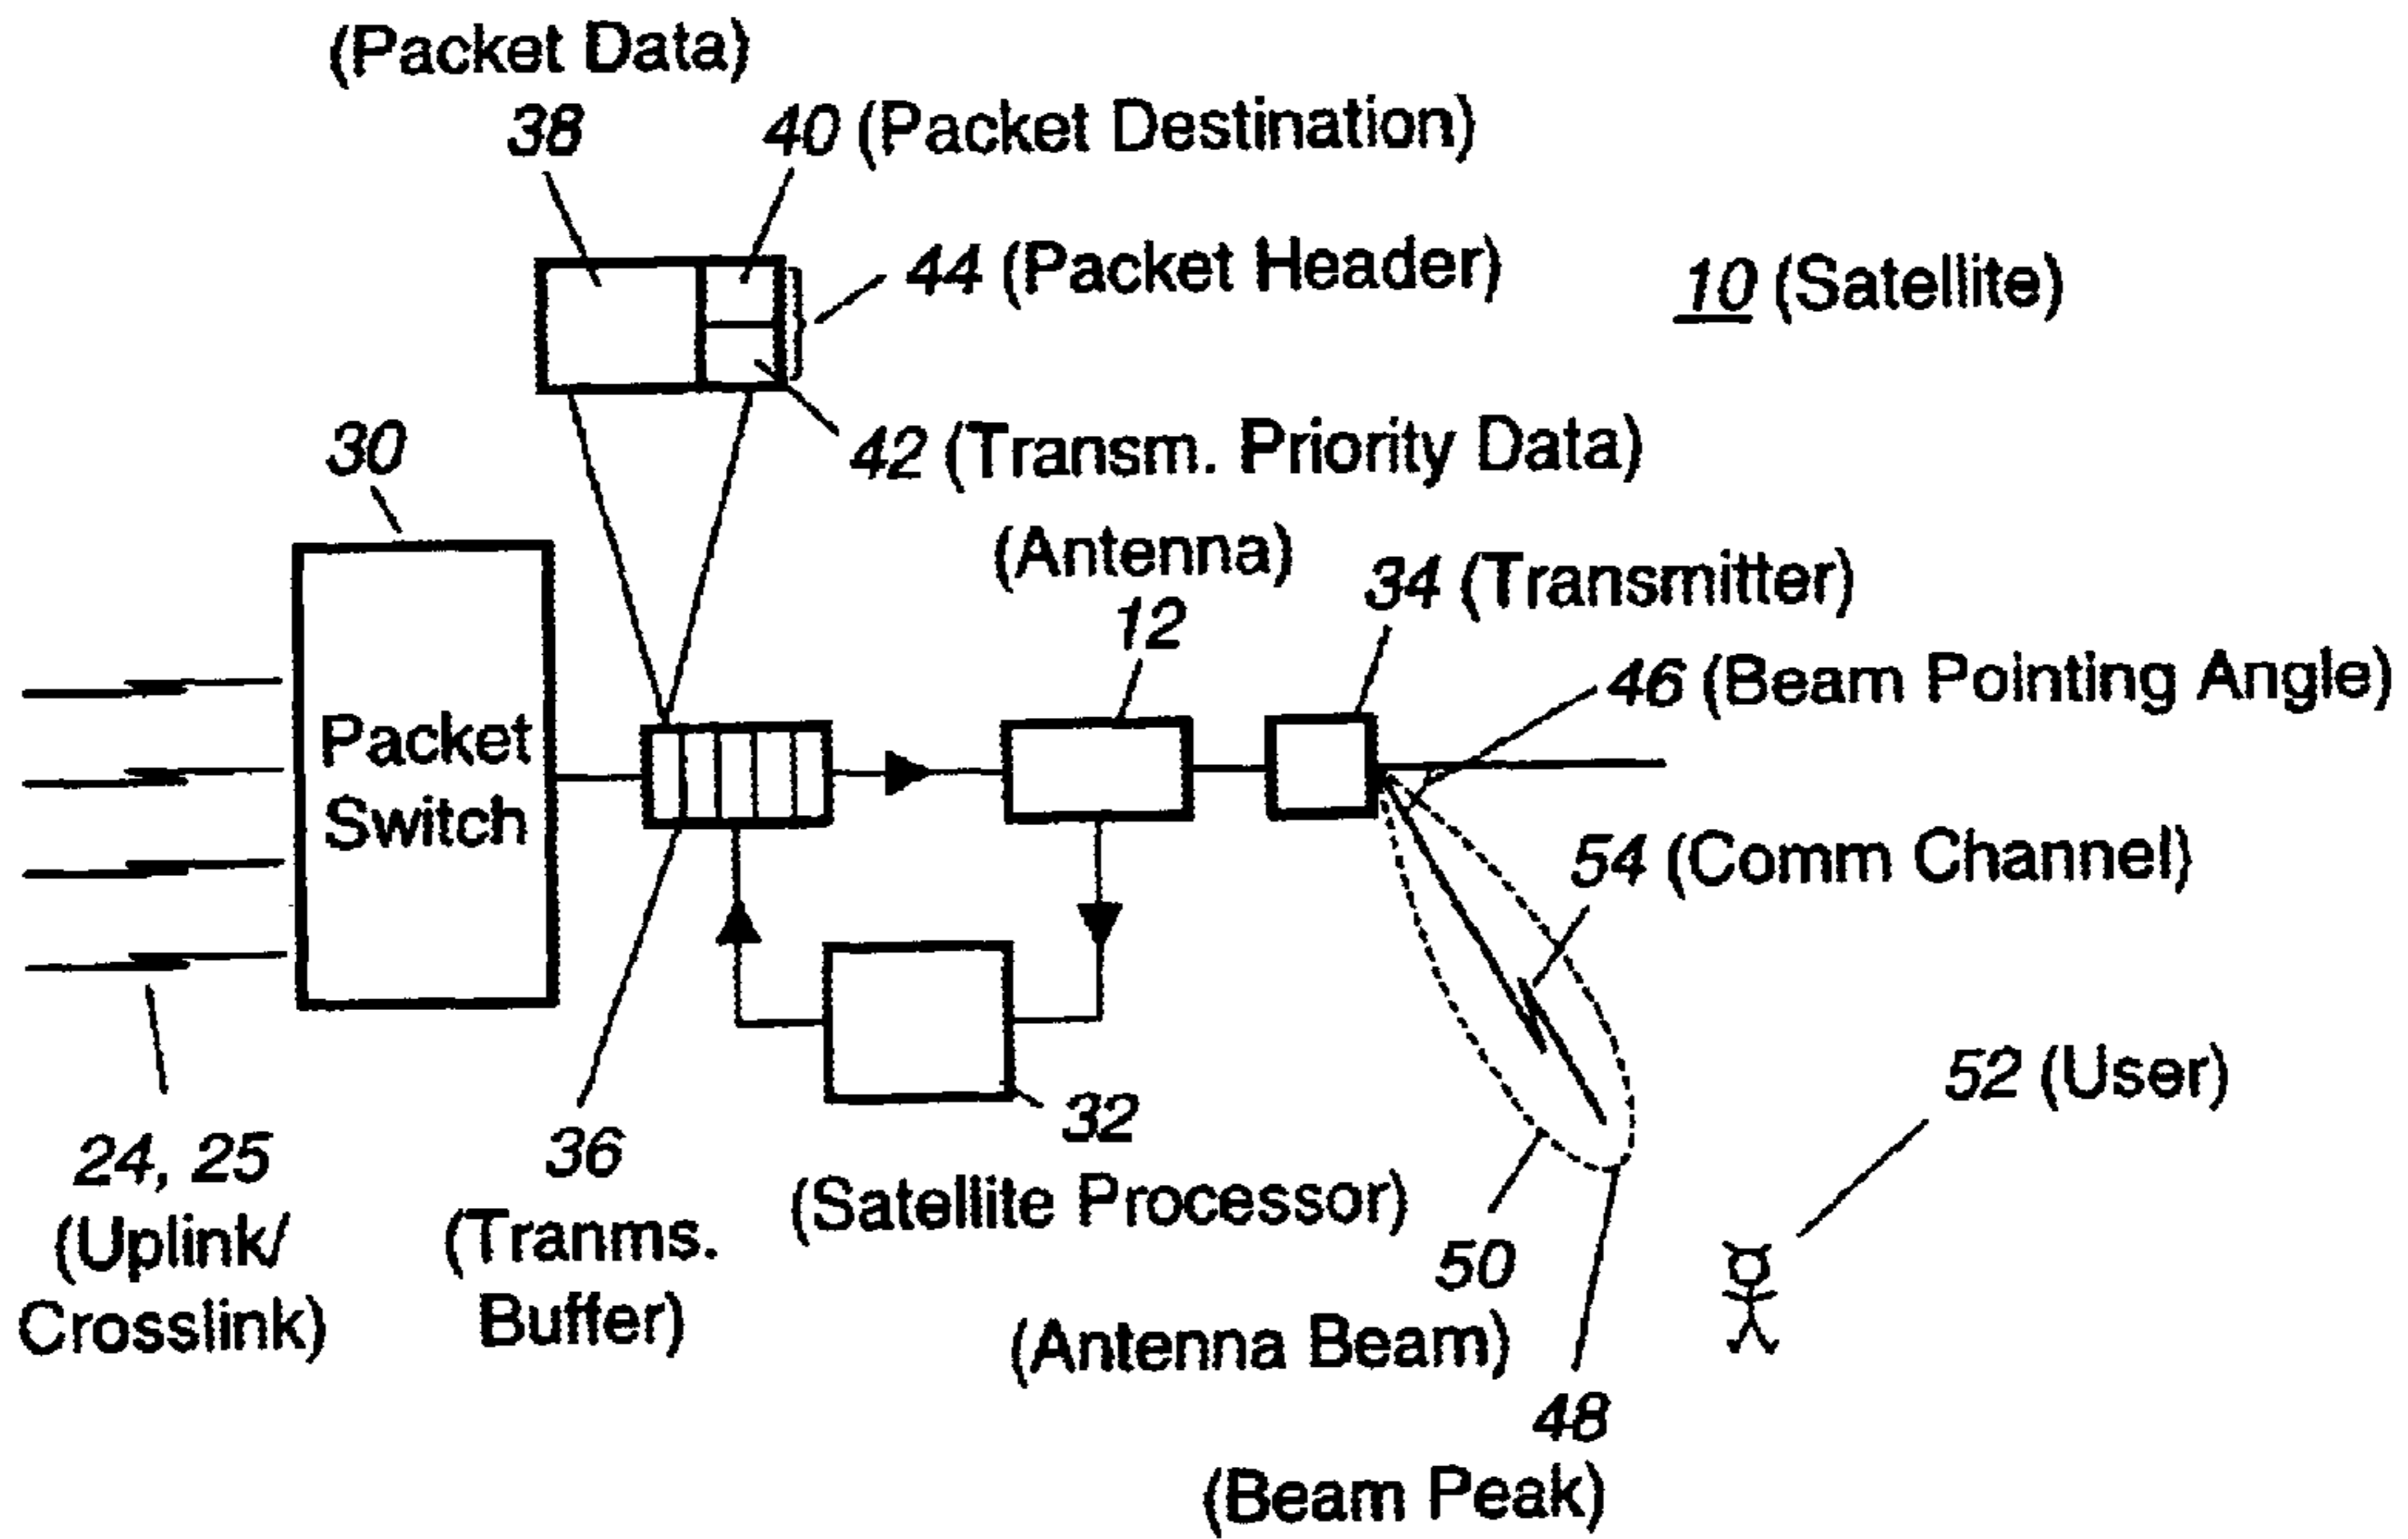 (Packet Data)
38
40 (Packet Destination)
44 (Packet Header)
10 (Satellite)
42 (Transm. Priority Data)
30
(Antenna)
12
34 (Transmitter)
46 (Beam Pointing Angle)
Packet
Switch
54 (Comm Channel)
52 (User)
32
(Satellite Processor)
24, 25
(Uplink/
Crosslink)
36
(Tranms.
Buffer)
50
(Antenna Beam)
48
(Beam Peak)